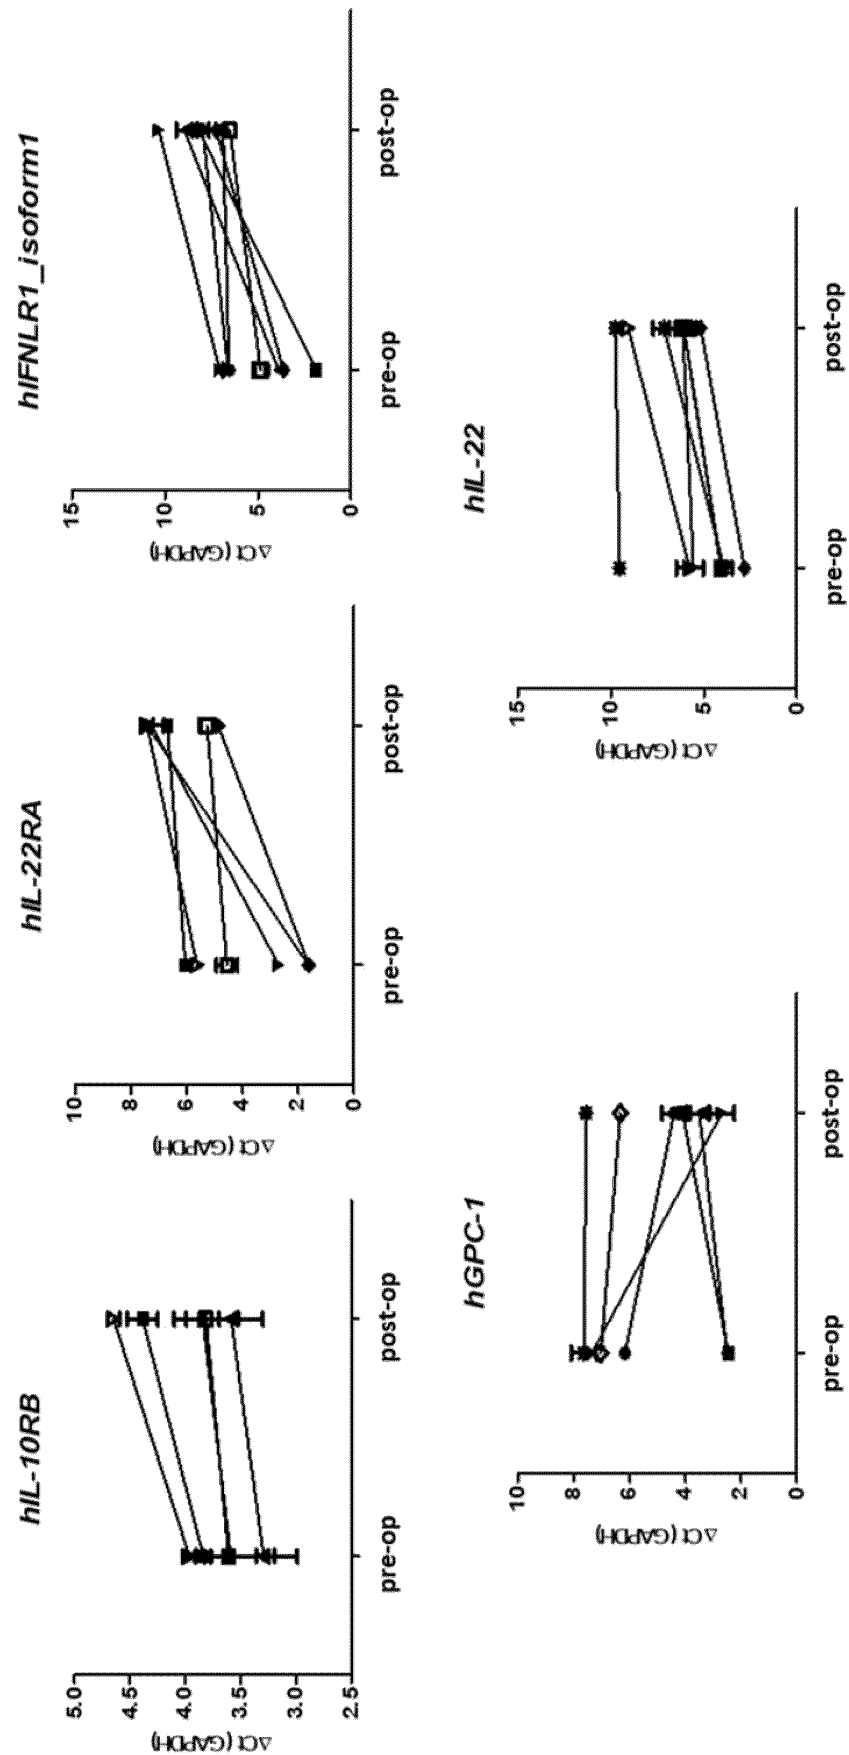 hIL-10RB
ΔCt (GAPDH)
5.0
4.5
4.0
3.5
3.0
2.5
pre-op
post-op
hIL-22RA
ΔCt (GAPDH)
10
8
6
4
2
0
pre-op
post-op
hIFNLR1_isoform1
ΔCt (GAPDH)
15
10
5
0
pre-op
post-op
hGPC-1
ΔCt (GAPDH)
10
8
6
4
2
0
pre-op
post-op
hIL-22
ΔCt (GAPDH)
15
10
5
0
pre-op
post-op